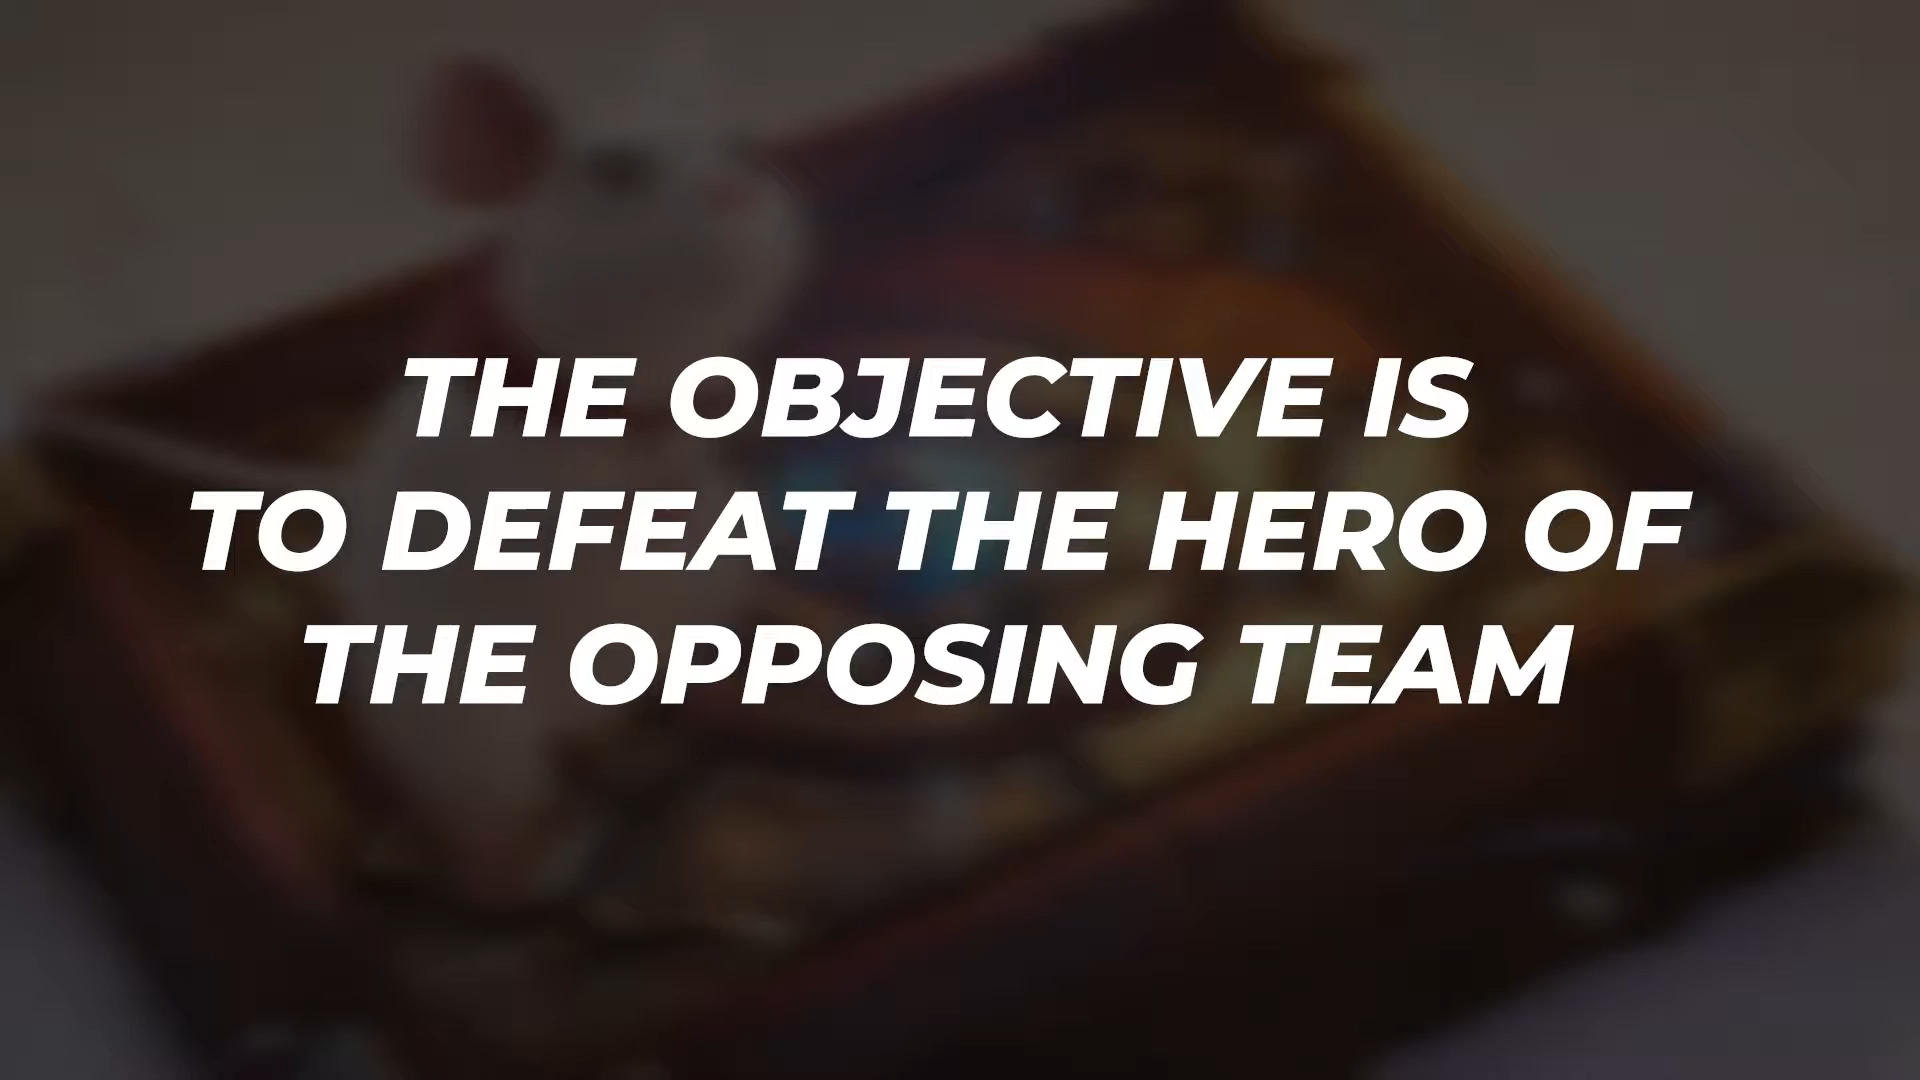 THE OBJECTIVE IS
TO DEFEAT THE HERO OF
THE OPPOSING TEAM